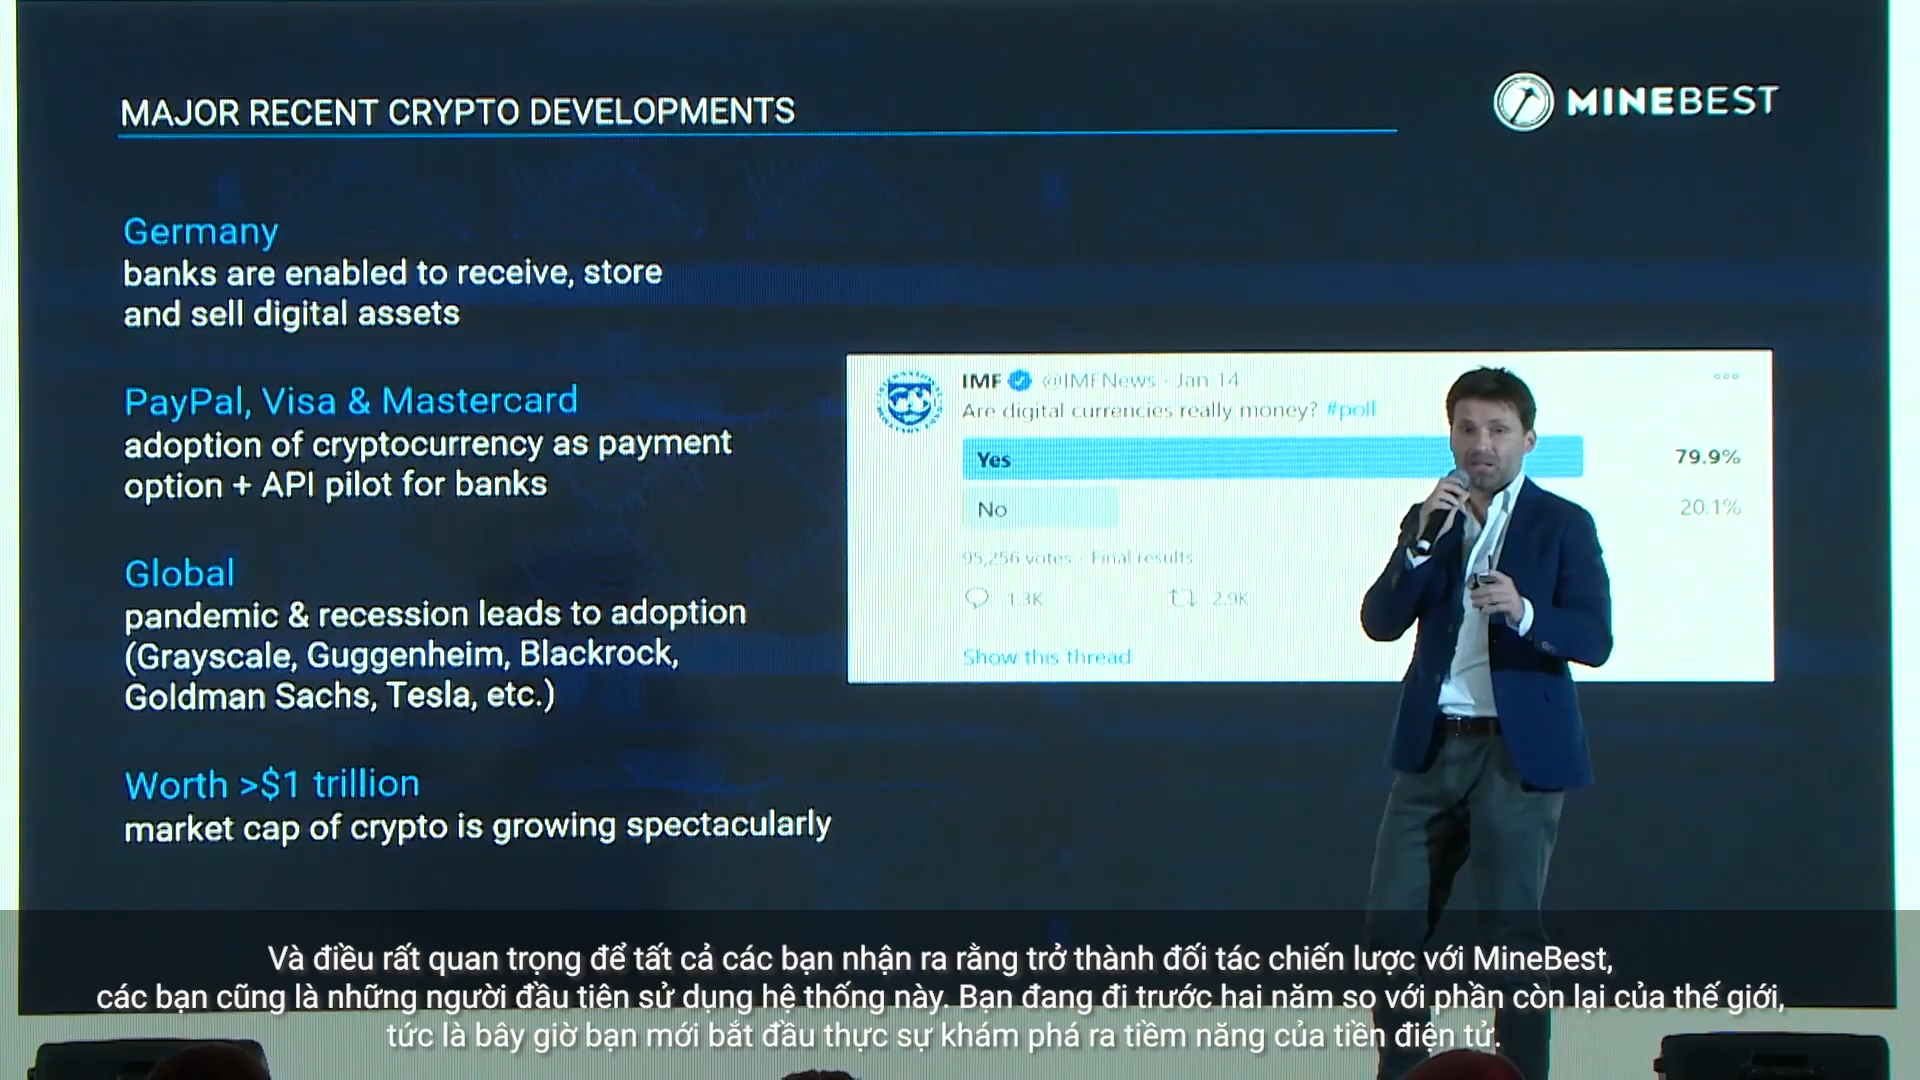 MAJOR RECENT CRYPTO DEVELOPMENTS
MINEBEST
Germany
banks are enabled to receive, store
and sell digital assets
PayPal, Visa & Mastercard
adoption of cryptocurrency as payment
option + API pilot for banks
Global
pandemic & recession leads to adoption
(Grayscale, Guggenheim, Blackrock,
Goldman Sachs, Tesla, etc.)
Worth >$1 trillion
market cap of crypto is growing spectacularly
IMF @IMFNews · Jan 14
Are digital currencies really money? #poll
Yes 79.9%
No 20.1%
95,256 votes · Final results
1.3K 2.9K
Show this thread
Và điều rất quan trọng để tất cả các bạn nhận ra rằng trở thành đối tác chiến lược với MineBest,
các bạn cũng là những người đầu tiên sử dụng hệ thống này. Bạn đang đi trước hai năm so với phần còn lại của thế giới,
tức là bây giờ bạn mới bắt đầu thực sự khám phá ra tiềm năng của tiền điện tử.